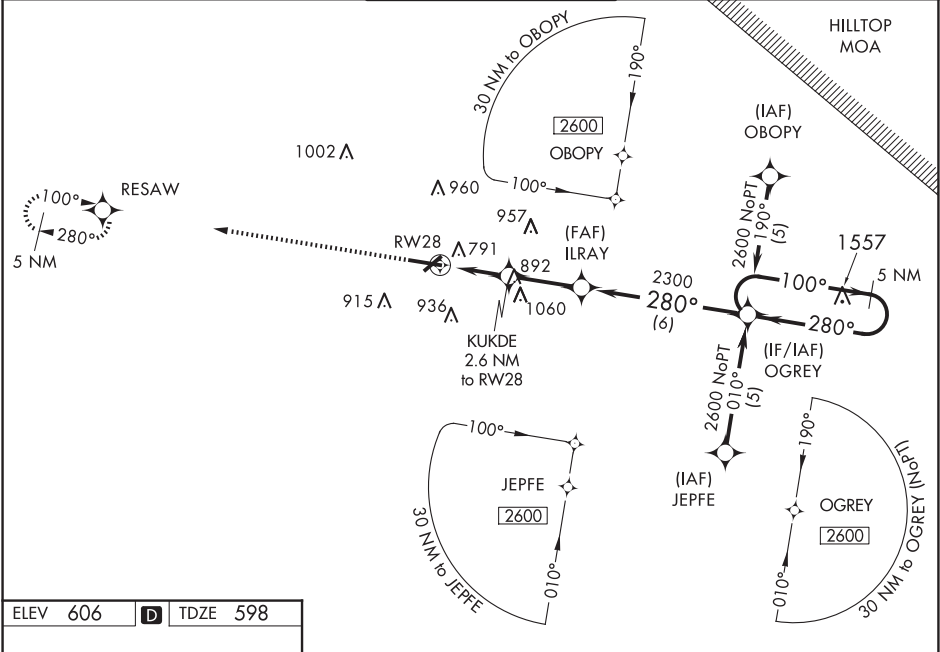 HILLTOP
MOA
30 NM to OBOPY
190°
2600
OBOPY
100°
(IAF)
OBOPY
1002
960
957
100°
RESAW
280°
5 NM
2600 NoPT
190°
(5)
RW28
791
892
(FAF)
ILRAY
1557
5 NM
100°
2300
280°
(6)
280°
915
936
1060
KUKDE
2.6 NM
to RW28
(IF/IAF)
OGREY
2600 NoPT
010°
(5)
(IAF)
JEPFE
100°
JEPFE
2600
010°
30 NM to JEPFE
190°
OGREY
2600
010°
30 NM to OGREY (NoPT)
ELEV 606 D TDZE 598